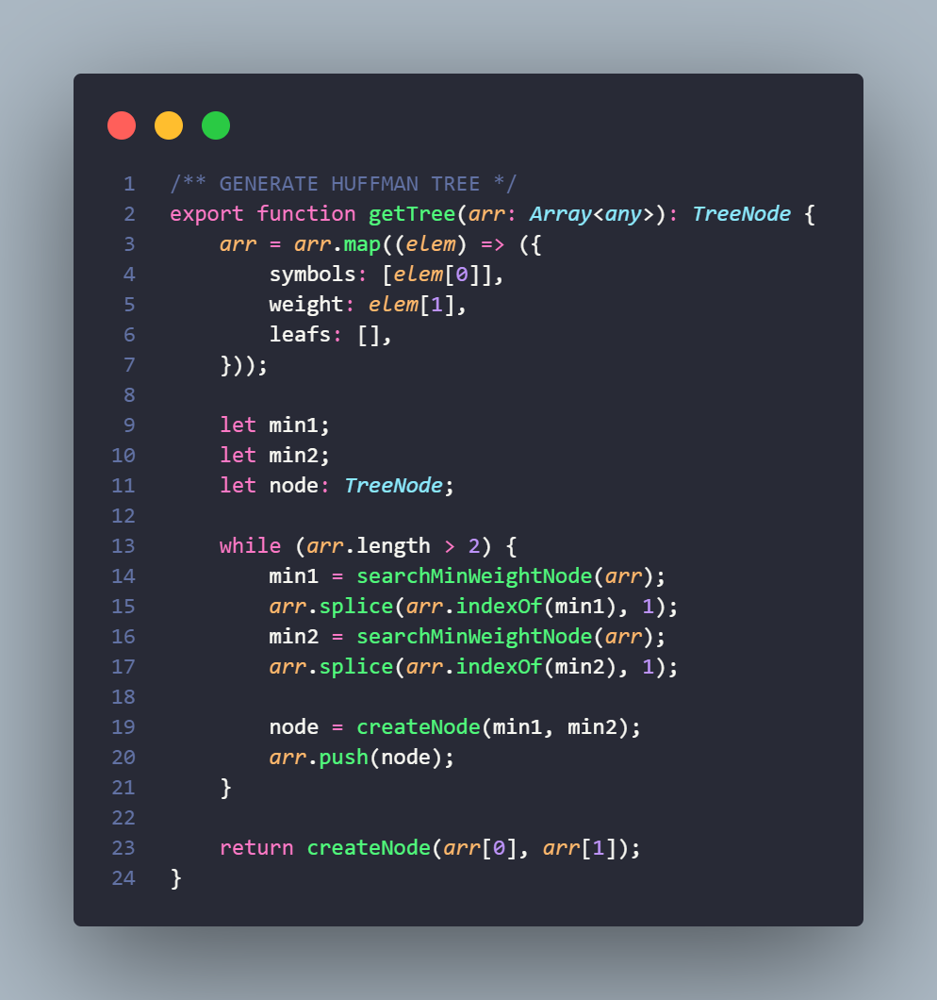 1 /** GENERATE HUFFMAN TREE */
2 export function getTree(arr: Array<any>): TreeNode {
3     arr = arr.map((elem) => ({
4         symbols: [elem[0]],
5         weight: elem[1],
6         leafs: [],
7     }));
8
9     let min1;
10     let min2;
11     let node: TreeNode;
12
13     while (arr.length > 2) {
14         min1 = searchMinWeightNode(arr);
15         arr.splice(arr.indexOf(min1), 1);
16         min2 = searchMinWeightNode(arr);
17         arr.splice(arr.indexOf(min2), 1);
18
19         node = createNode(min1, min2);
20         arr.push(node);
21     }
22
23     return createNode(arr[0], arr[1]);
24 }